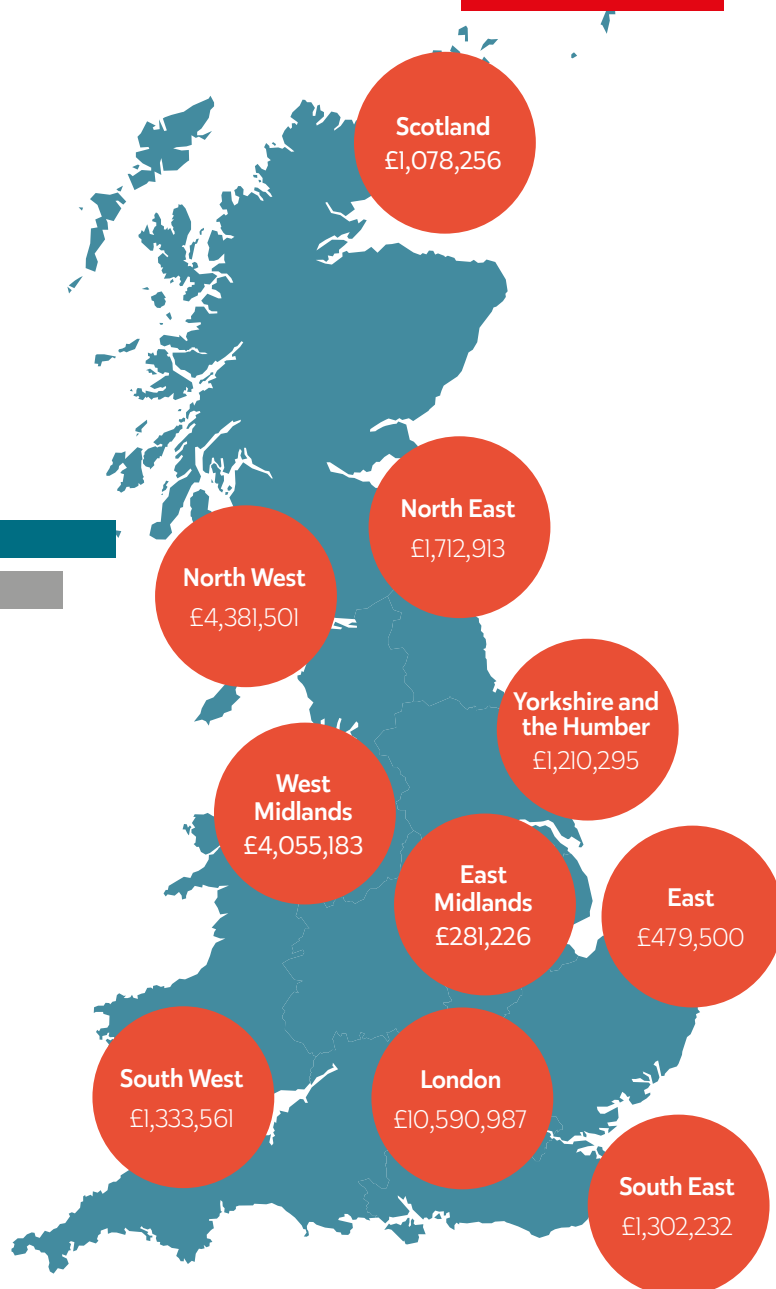 Scotland
£1,078,256
North East
£1,712,913
North West
£4,381,501
Yorkshire and
the Humber
£1,210,295
West
Midlands
£4,055,183
East
Midlands
£281,226
East
£479,500
South West
£1,333,561
London
£10,590,987
South East
£1,302,232